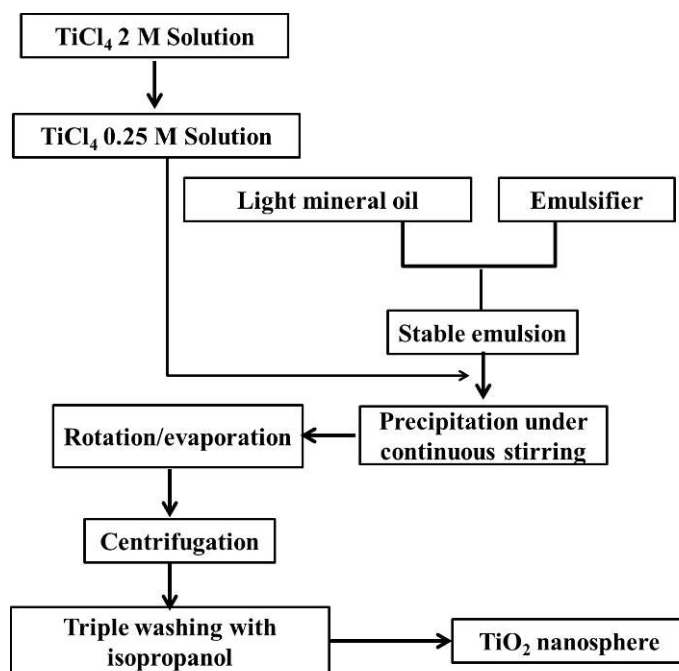 TiCl₄ 2 M Solution
TiCl₄ 0.25 M Solution
Light mineral oil
Emulsifier
Stable emulsion
Precipitation under
continuous stirring
Rotation/evaporation
Centrifugation
Triple washing with
isopropanol
TiO₂ nanosphere